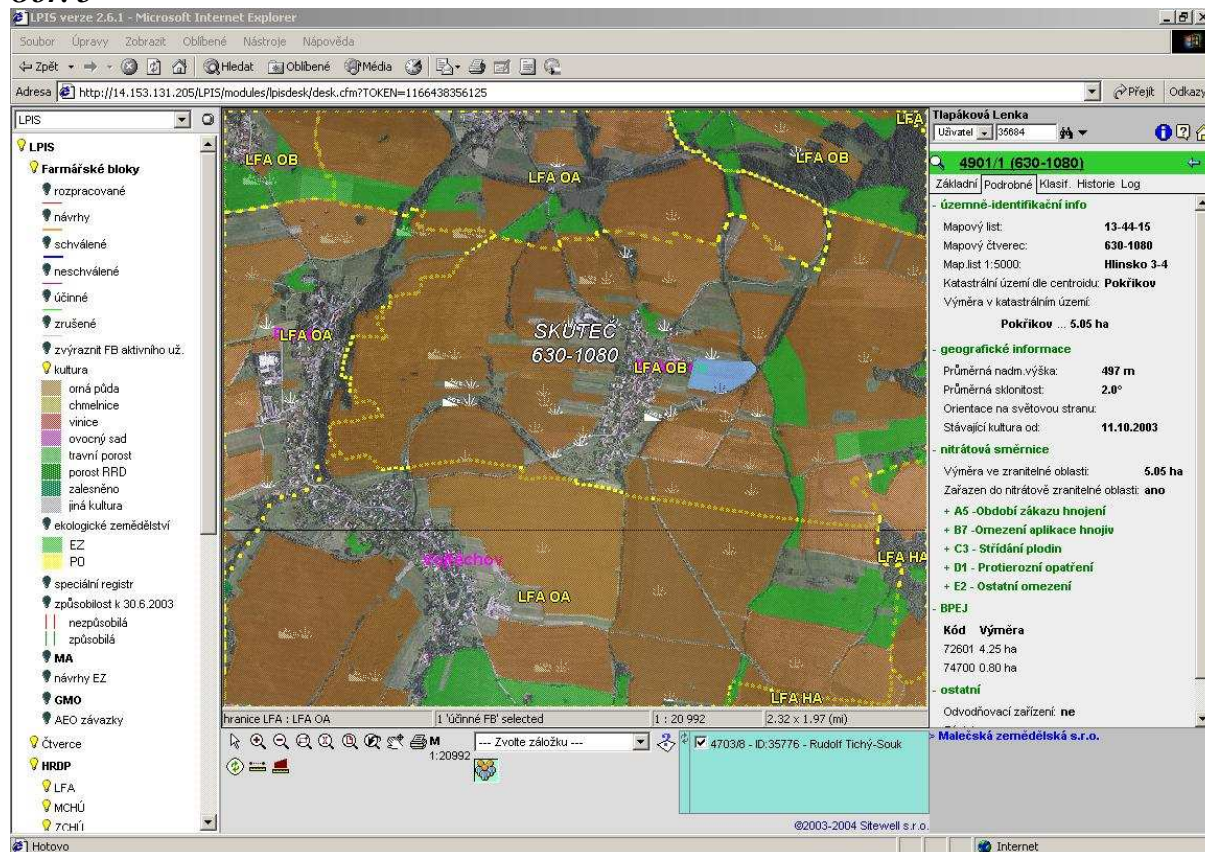 LPIS verze 2.6.1 - Microsoft Internet Explorer
Soubor Úpravy Zobrazit Oblíbené Nástroje Nápověda
Zpět Hledat Oblíbené Média
Adresa http://14.153.131.205/LPIS/modules/lpisdesk/desk.cfm?TOKEN=1166438356125 Přejít Odkazy
LPIS
LPIS
Farmářské bloky
rozpracované
návrhy
schválené
neschválené
účinné
zrušené
zvýraznit FB aktivního už.
kultura
orná půda
chmelnice
vinice
ovocný sad
travní porost
porost RRD
zalesněno
jiná kultura
ekologické zemědělství
EZ
PO
speciální registr
způsobilost k 30.6.2003
nezpůsobilá
způsobilá
MA
návrhy EZ
GMO
AEO závazky
Čtverce
HRDP
LFA
MCHÚ
ZCHÚ
LFA OB
LFA OA
LFA OB
LFA
SKUTEČ
630-1080
LFA OA
LFA OB
LFA HA
LFA OA
LFA HA
hranice LFA : LFA OA 1 'účinné FB' selected 1 : 20 992 2.32 x 1.97 (mi)
M
1:20992
--- Zvolte záložku ---
4703/8 - ID:35776 - Rudolf Tichý-Souk
©2003-2004 Sitewell s.r.o.
Tlapáková Lenka
Uživatel 35684
4901/1 (630-1080)
Základní Podrobné Klasif. Historie Log
- územně-identifikační info
Mapový list: 13-44-15
Mapový čtverec: 630-1080
Map.list 1:5000: Hlinsko 3-4
Katastrální území dle centroidu: Pokřikov
Výměra v katastrálním území:
Pokřikov ... 5.05 ha
- geografické informace
Průměrná nadm.výška: 497 m
Průměrná sklonitost: 2.0°
Orientace na světovou stranu:
Stávající kultura od: 11.10.2003
- nitrátová směrnice
Výměra ve zranitelné oblasti: 5.05 ha
Zařazen do nitrátově zranitelné oblasti: ano
+ A5 -Období zákazu hnojení
+ B7 -Omezení aplikace hnojiv
+ C3 - Střídání plodin
+ D1 - Protierozní opatření
+ E2 - Ostatní omezení
- BPEJ
Kód Výměra
72601 4.25 ha
74700 0.80 ha
- ostatní
Odvodňovací zařízení: ne
> Malečská zemědělská s.r.o.
Hotovo Internet